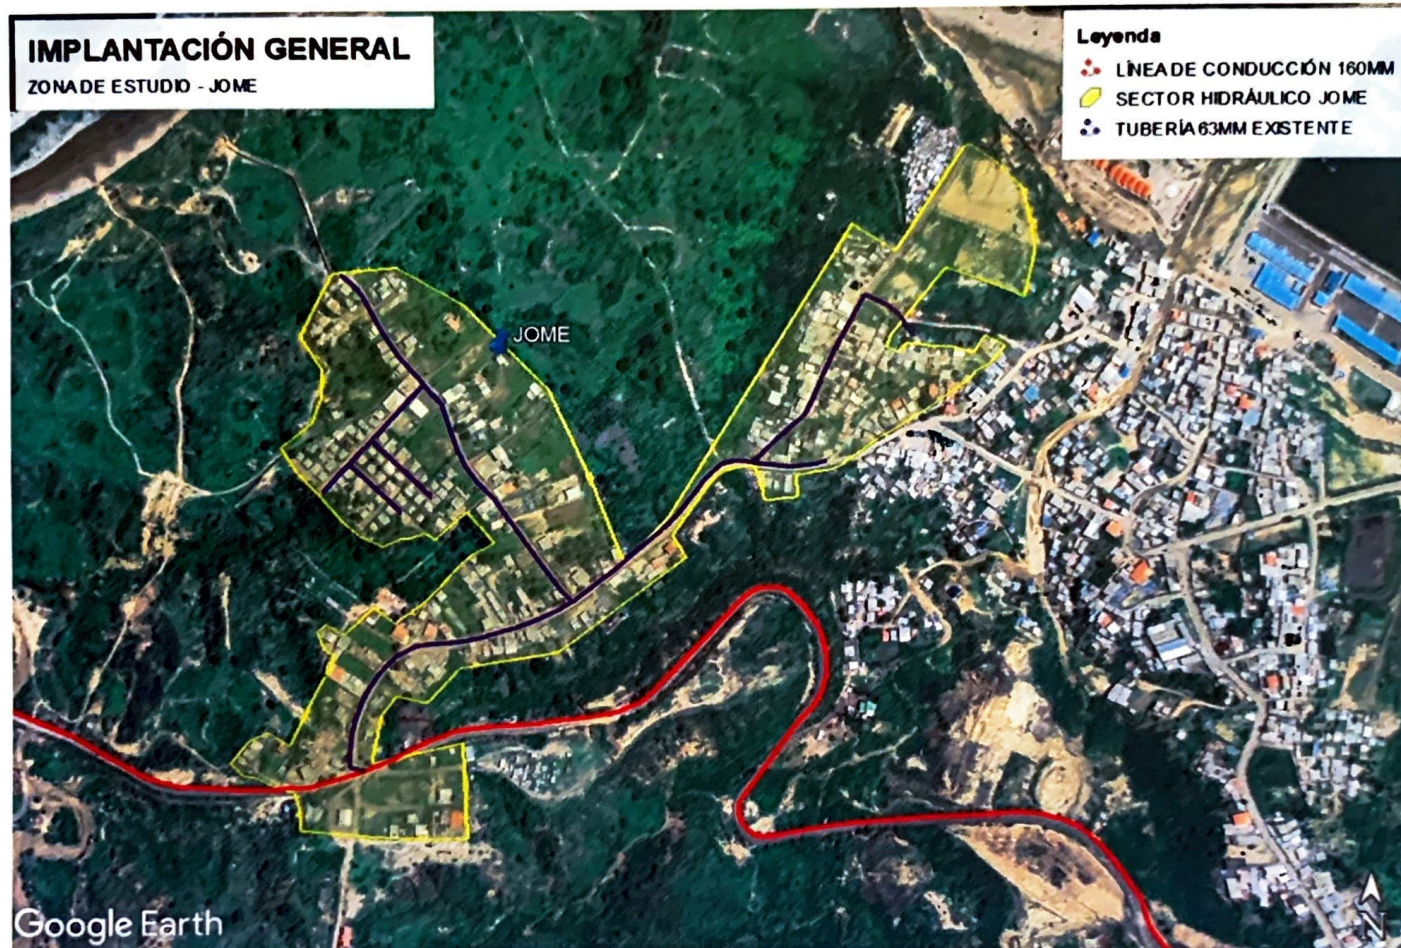 IMPLANTACIÓN GENERAL
ZONA DE ESTUDIO - JOME
Leyenda
LÍNEA DE CONDUCCIÓN 160MM
SECTOR HIDRÁULICO JOME
TUBERÍA 63MM EXISTENTE
JOME
Google Earth
N